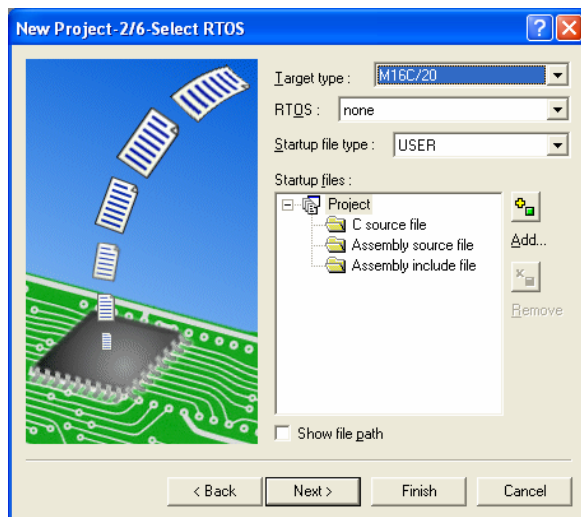 New Project-2/6-Select RTOS
Target type : M16C/20
RTOS : none
Startup file type : USER
Startup files :
Project
C source file
Assembly source file
Assembly include file
Add...
Remove
Show file path
< Back Next > Finish Cancel